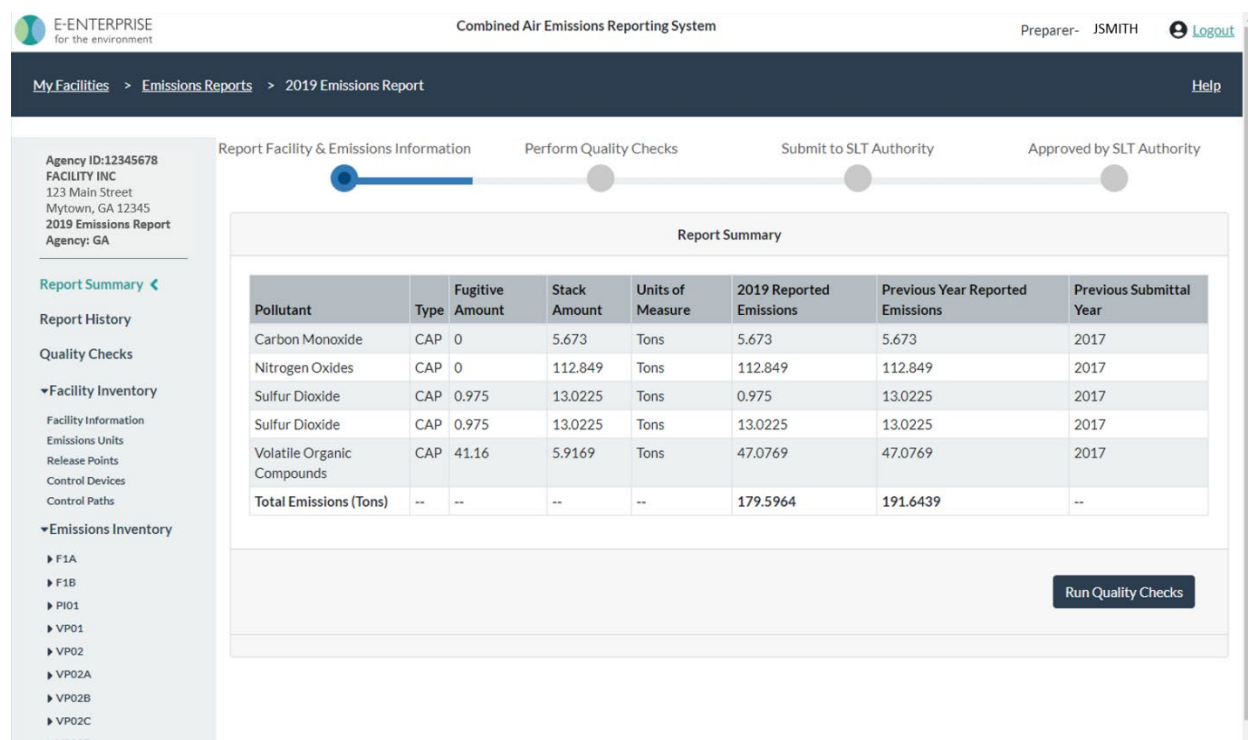 E-ENTERPRISE
for the environment
Combined Air Emissions Reporting System
Preparer- JSMITH Logout
My Facilities > Emissions Reports > 2019 Emissions Report Help
Agency ID:12345678
FACILITY INC
123 Main Street
Mytown, GA 12345
2019 Emissions Report
Agency: GA
Report Summary
Report History
Quality Checks
Facility Inventory
Facility Information
Emissions Units
Release Points
Control Devices
Control Paths
Emissions Inventory
F1A
F1B
PI01
VP01
VP02
VP02A
VP02B
VP02C
Report Facility & Emissions Information Perform Quality Checks Submit to SLT Authority Approved by SLT Authority
Report Summary
Pollutant Type Fugitive Amount Stack Amount Units of Measure 2019 Reported Emissions Previous Year Reported Emissions Previous Submittal Year
Carbon Monoxide CAP 0 5.673 Tons 5.673 5.673 2017
Nitrogen Oxides CAP 0 112.849 Tons 112.849 112.849 2017
Sulfur Dioxide CAP 0.975 13.0225 Tons 0.975 13.0225 2017
Sulfur Dioxide CAP 0.975 13.0225 Tons 13.0225 13.0225 2017
Volatile Organic Compounds CAP 41.16 5.9169 Tons 47.0769 47.0769 2017
Total Emissions (Tons) -- -- -- -- 179.5964 191.6439 --
Run Quality Checks